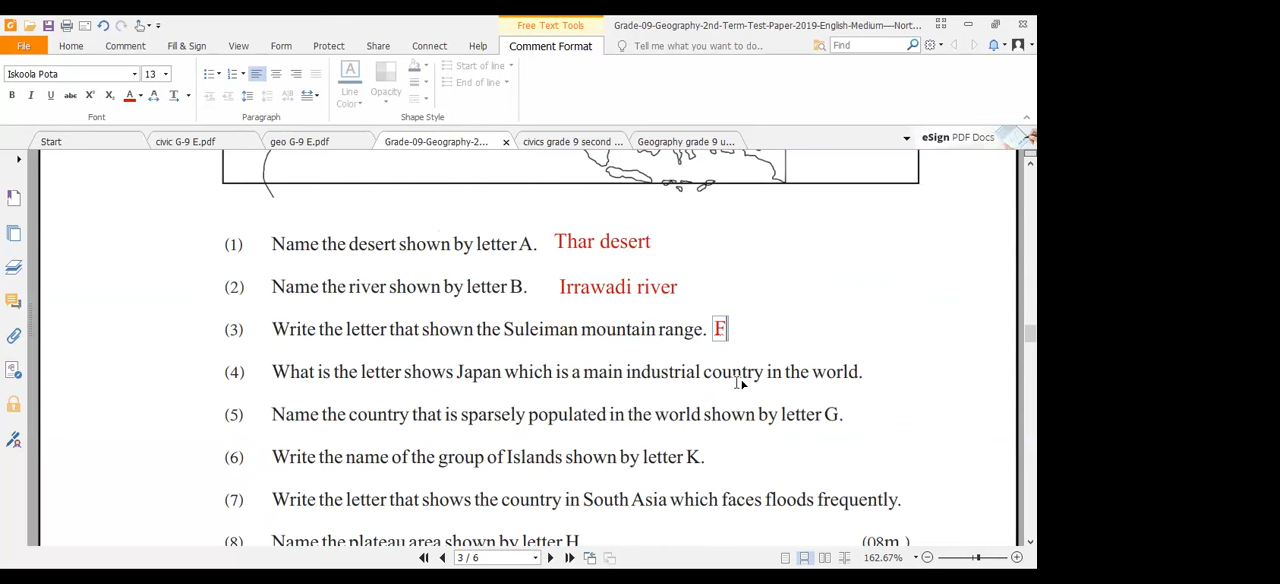 Free Text Tools
Grade-09-Geography-2nd-Term-Test-Paper-2019-English-Medium—Nort...
File Home Comment Fill & Sign View Form Protect Share Connect Help Comment Format Tell me what you want to do.. Find
Iskoola Pota 13 Start of line
End of line
Line Color Opacity
B I U abc X² X₂ A A T
Font Paragraph Shape Style
Start civic G-9 E.pdf geo G-9 E.pdf Grade-09-Geography-2... civics grade 9 second ... Geography grade 9 u... eSign PDF Docs
(1) Name the desert shown by letter A. Thar desert
(2) Name the river shown by letter B. Irrawadi river
(3) Write the letter that shown the Suleiman mountain range. F
(4) What is the letter shows Japan which is a main industrial country in the world.
(5) Name the country that is sparsely populated in the world shown by letter G.
(6) Write the name of the group of Islands shown by letter K.
(7) Write the letter that shows the country in South Asia which faces floods frequently.
(8) Name the plateau area shown by letter H (08m.)
3 / 6 162.67%